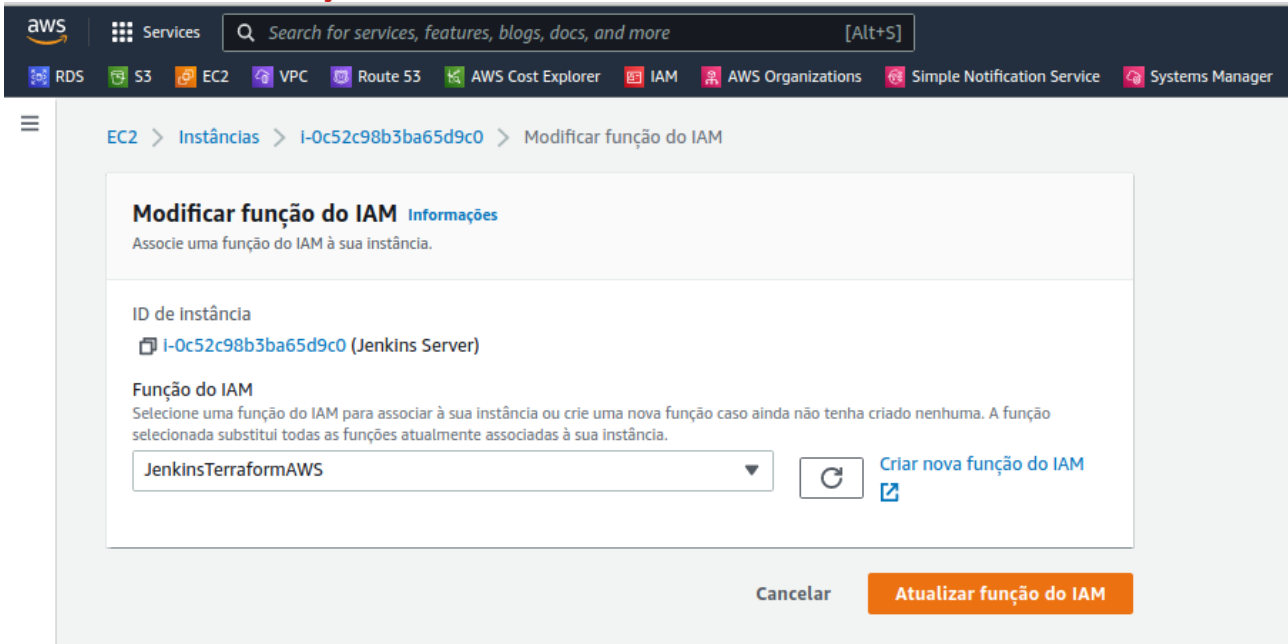 aws Services Search for services, features, blogs, docs, and more [Alt+S]
RDS S3 EC2 VPC Route 53 AWS Cost Explorer IAM AWS Organizations Simple Notification Service Systems Manager
EC2 > Instâncias > i-0c52c98b3ba65d9c0 > Modificar função do IAM
Modificar função do IAM Informações
Associe uma função do IAM à sua instância.
ID de instância
i-0c52c98b3ba65d9c0 (Jenkins Server)
Função do IAM
Selecione uma função do IAM para associar à sua instância ou crie uma nova função caso ainda não tenha criado nenhuma. A função
selecionada substitui todas as funções atualmente associadas à sua instância.
JenkinsTerraformAWS
Criar nova função do IAM
Cancelar Atualizar função do IAM